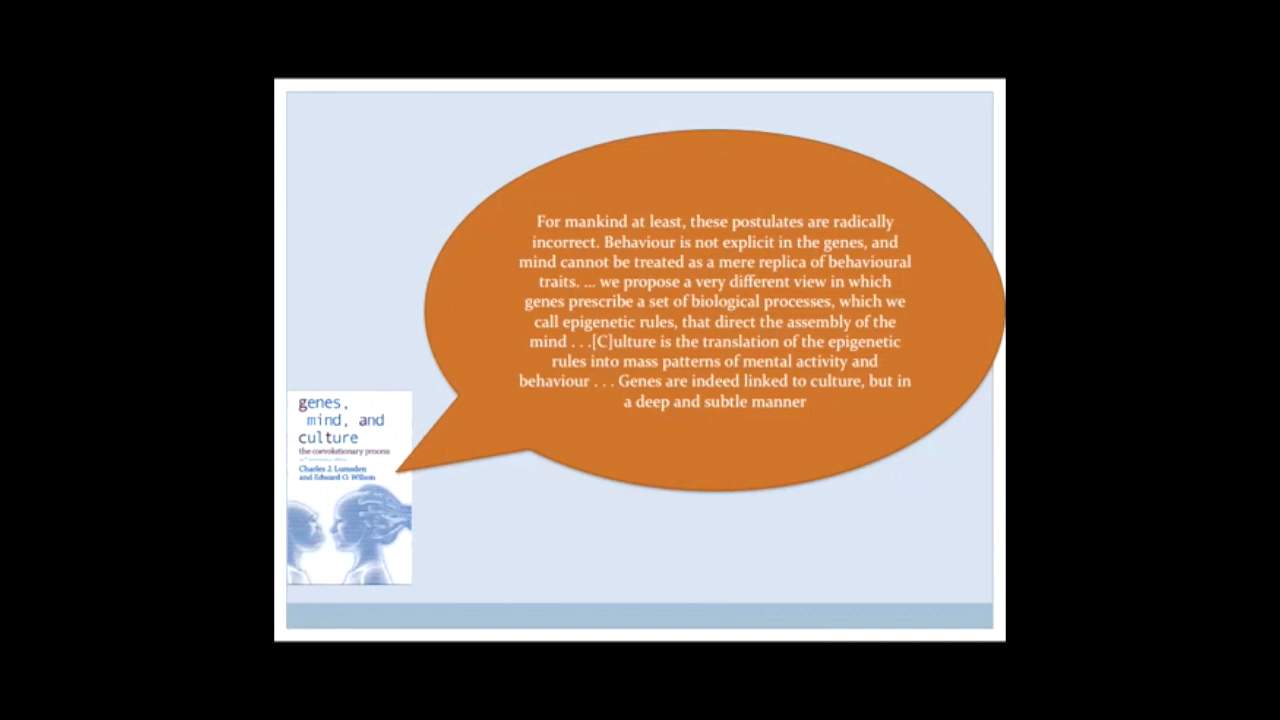 For mankind at least, these postulates are radically
incorrect. Behaviour is not explicit in the genes, and
mind cannot be treated as a mere replica of behavioural
traits. ... we propose a very different view in which
genes prescribe a set of biological processes, which we
call epigenetic rules, that direct the assembly of the
mind . . .[C]ulture is the translation of the epigenetic
rules into mass patterns of mental activity and
behaviour . . . Genes are indeed linked to culture, but in
a deep and subtle manner
genes,
mind, and
culture
the coevolutionary process
Charles J. Lumsden
and Edward O. Wilson